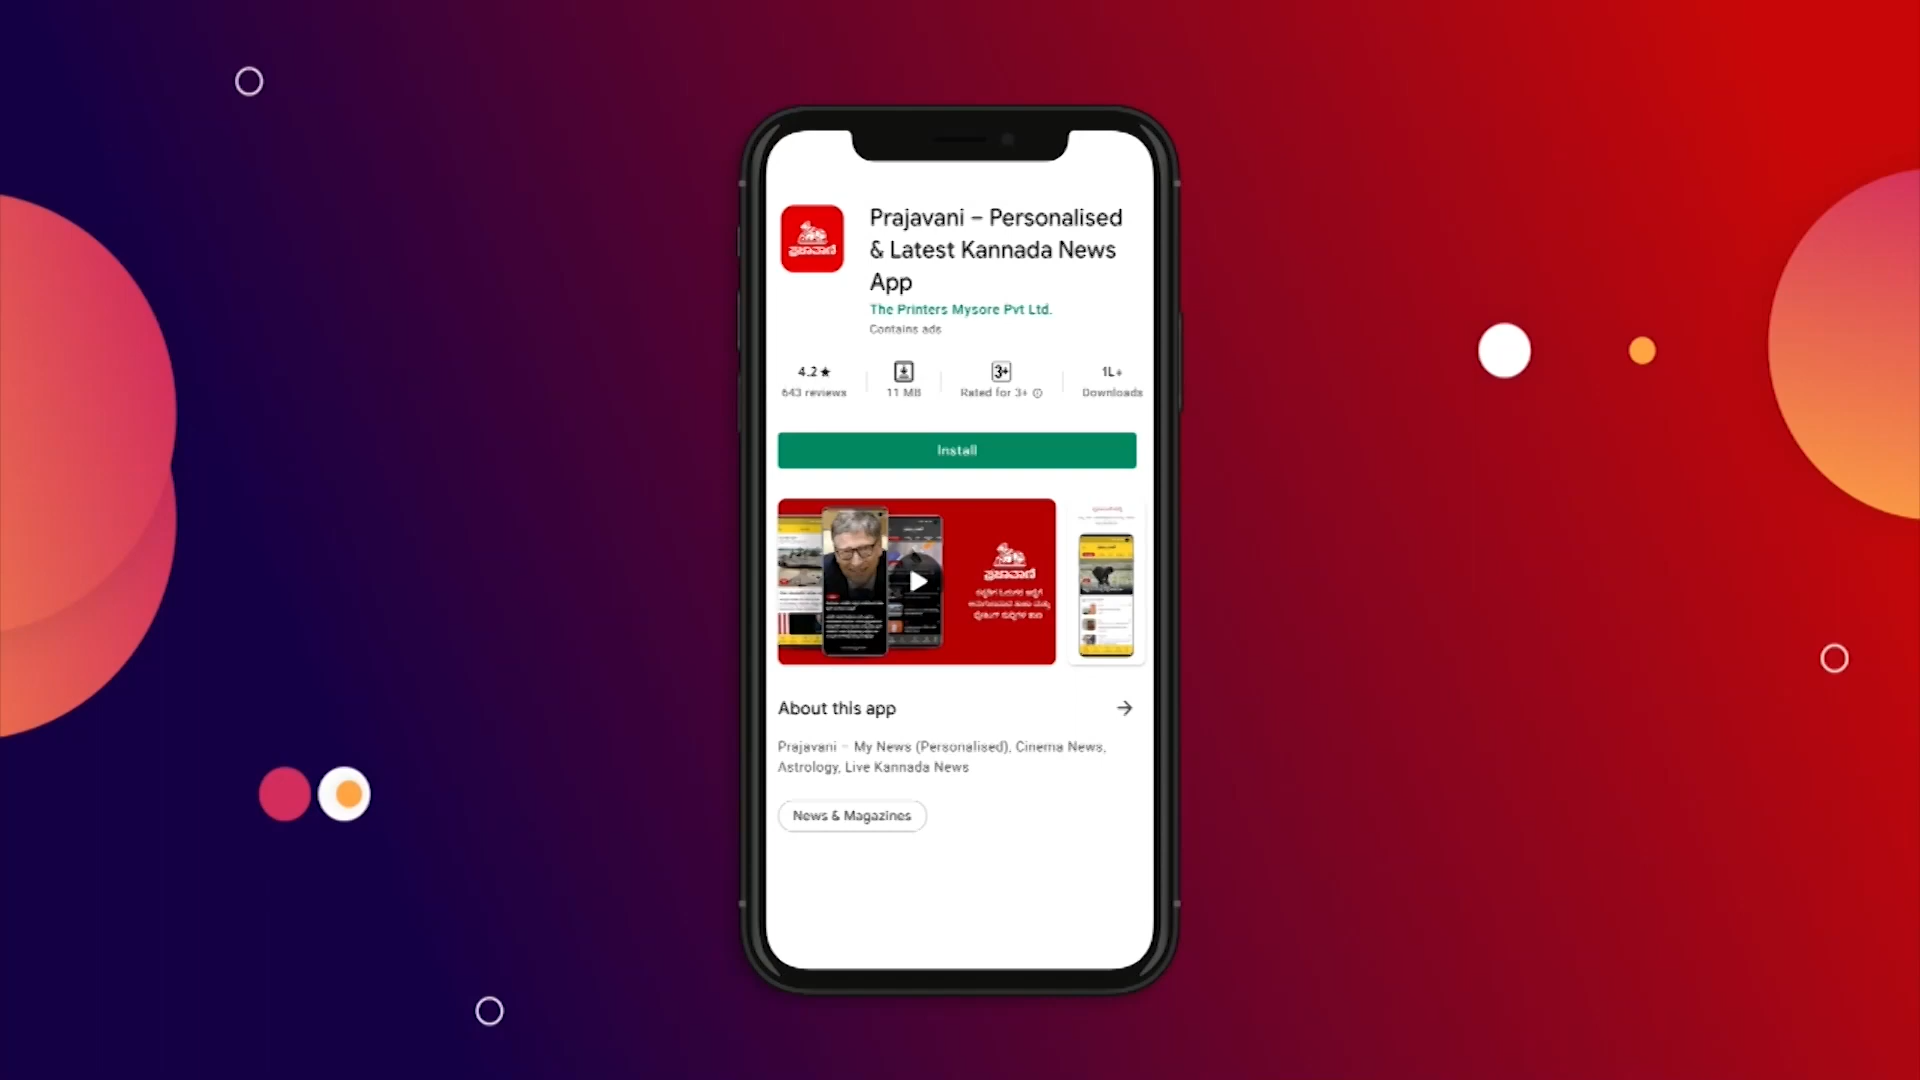 Prajavani – Personalised
& Latest Kannada News
App
The Printers Mysore Pvt Ltd.
Contains ads
ಪ್ರಜಾವಾಣಿ
4.2★
643 reviews
11 MB
3+
Rated for 3+
1L+
Downloads
Install
ಪ್ರಜಾವಾಣಿ
About this app
Prajavani – My News (Personalised), Cinema News,
Astrology, Live Kannada News
News & Magazines